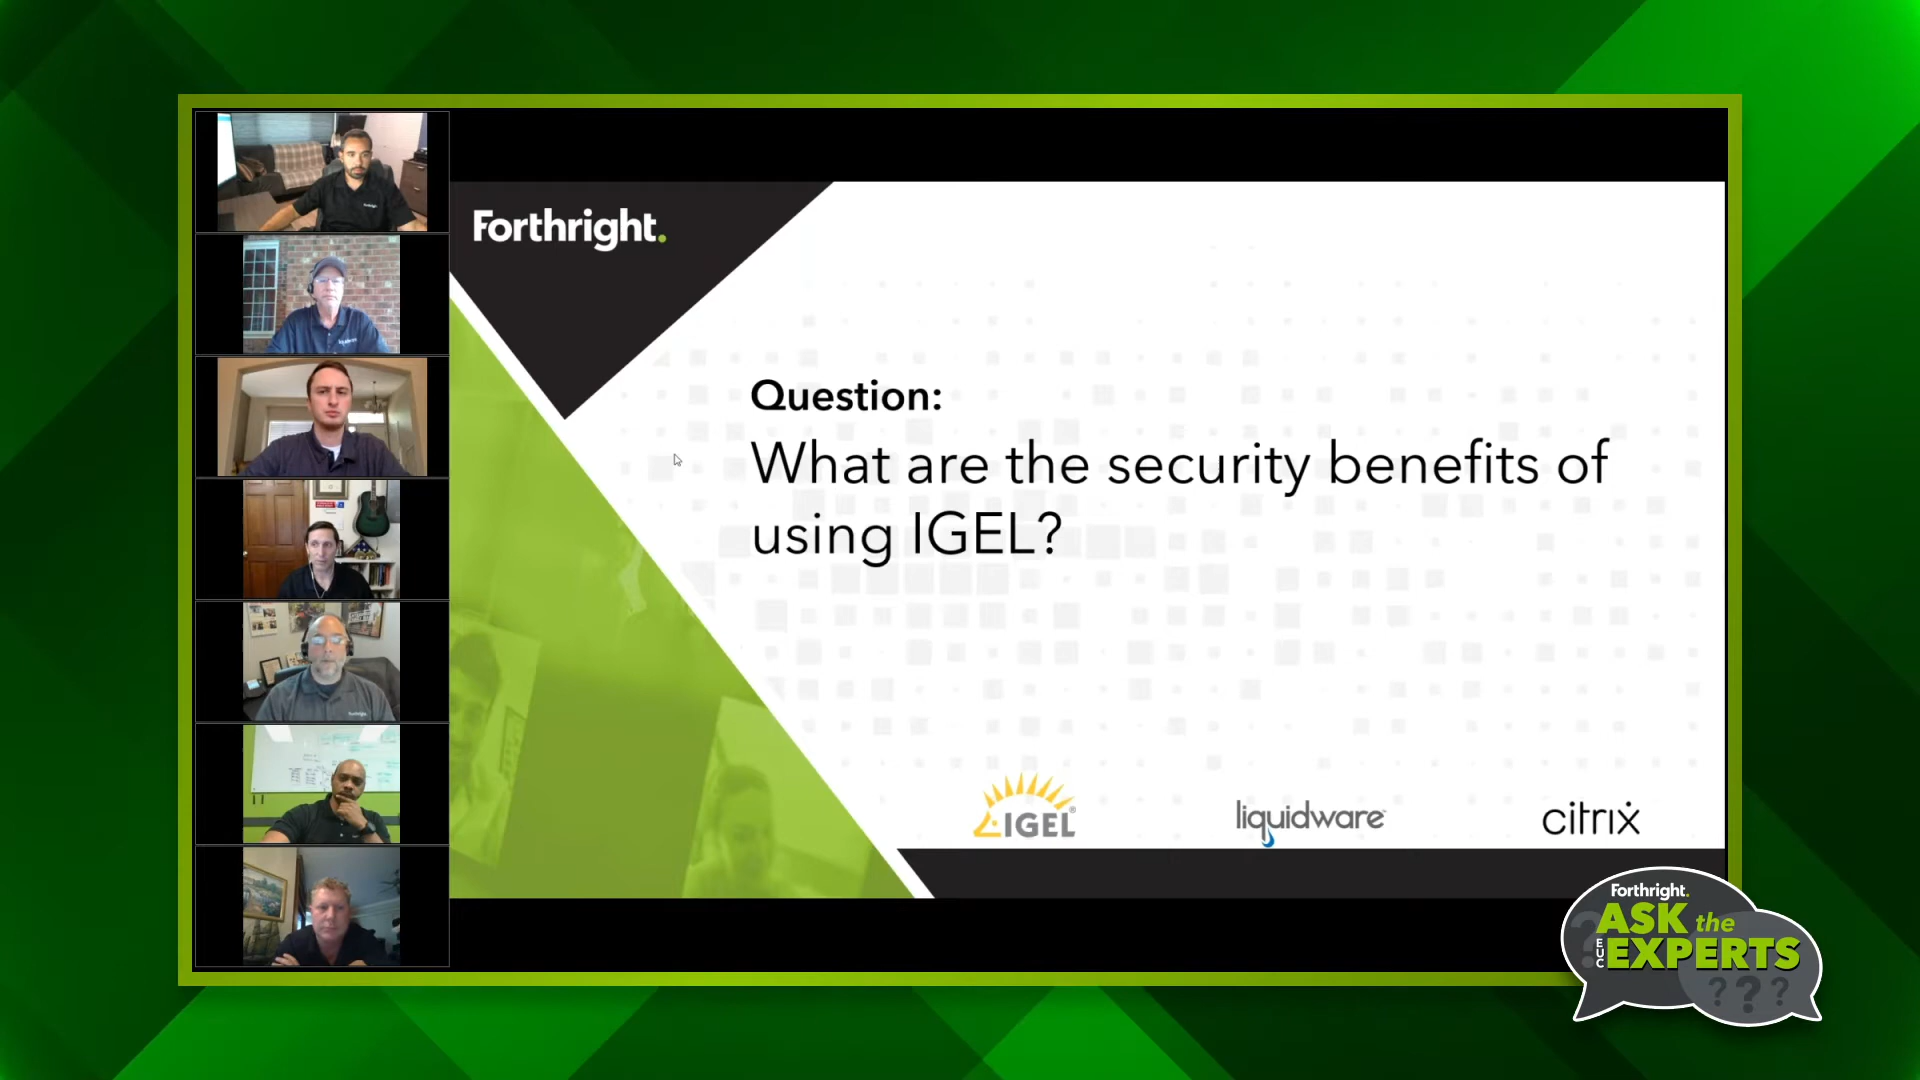 Forthright.
Question:
What are the security benefits of
using IGEL?
IGEL
liquidware
citrix
Forthright.
ASK the
EUC
EXPERTS
? ? ?